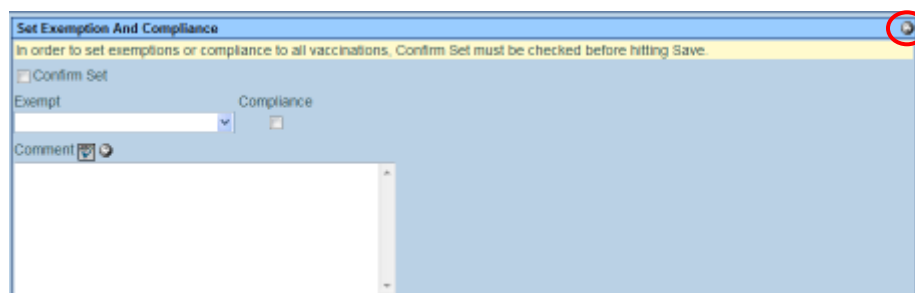 Set Exemption And Compliance
In order to set exemptions or compliance to all vaccinations, Confirm Set must be checked before hitting Save.
Confirm Set
Exempt Compliance
Comment